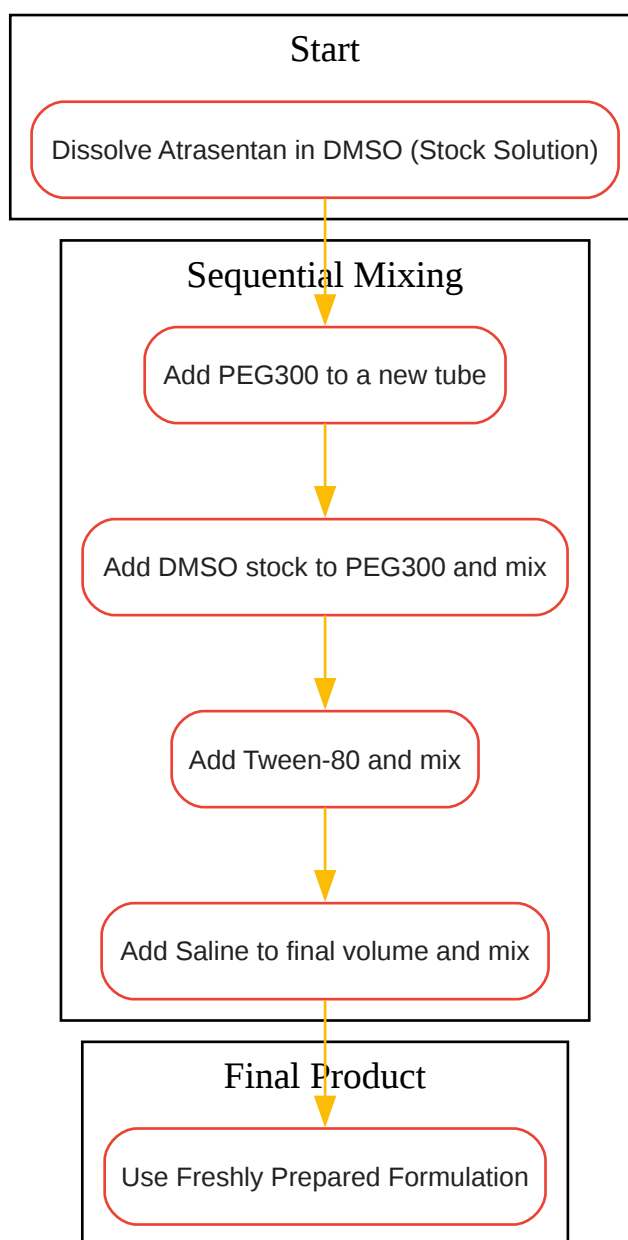 Start
Dissolve Atrasentan in DMSO (Stock Solution)
Sequential Mixing
Add PEG300 to a new tube
Add DMSO stock to PEG300 and mix
Add Tween-80 and mix
Add Saline to final volume and mix
Final Product
Use Freshly Prepared Formulation